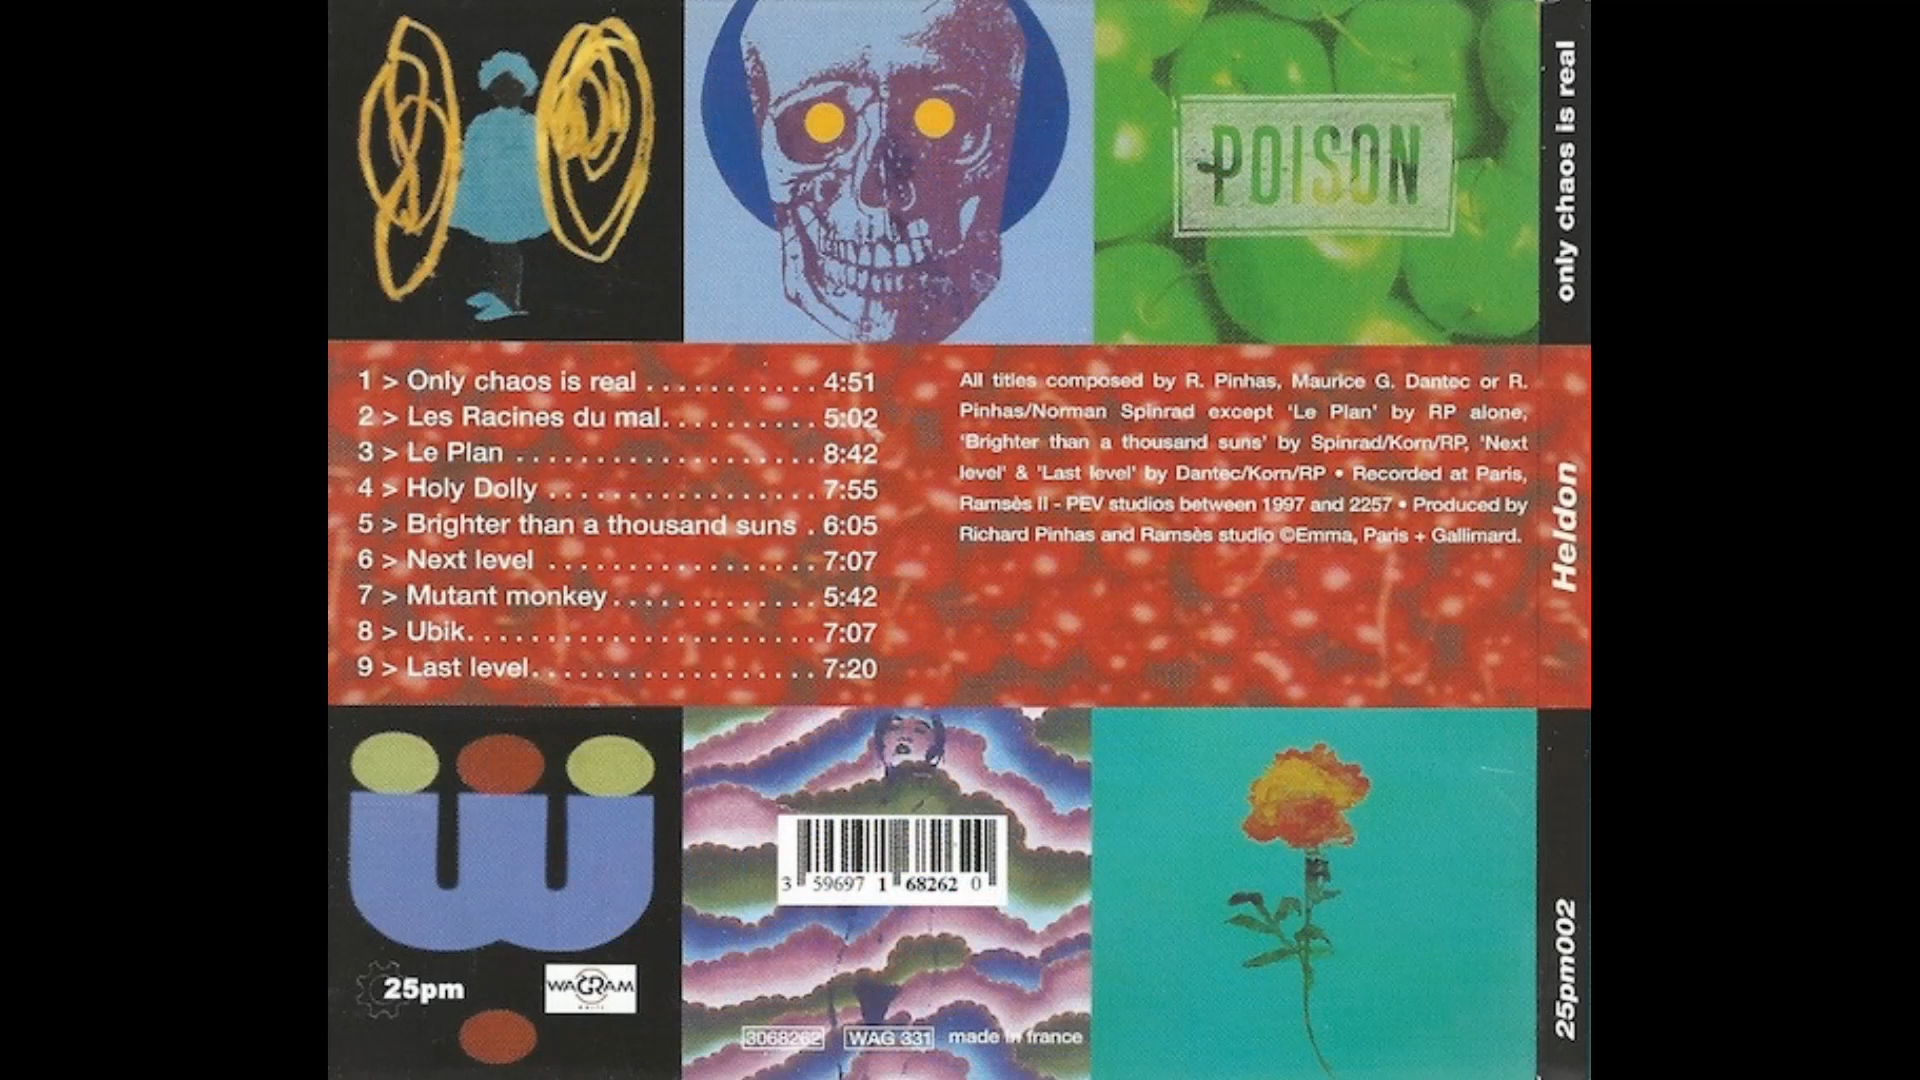 POISON
only chaos is real
1 > Only chaos is real . . . . . . . . . . . 4:51
2 > Les Racines du mal. . . . . . . . . . 5:02
3 > Le Plan . . . . . . . . . . . . . . . . . . . 8:42
4 > Holy Dolly . . . . . . . . . . . . . . . . . 7:55
5 > Brighter than a thousand suns . 6:05
6 > Next level . . . . . . . . . . . . . . . . . 7:07
7 > Mutant monkey . . . . . . . . . . . . . 5:42
8 > Ubik. . . . . . . . . . . . . . . . . . . . . . 7:07
9 > Last level. . . . . . . . . . . . . . . . . . 7:20
All titles composed by R. Pinhas, Maurice G. Dantec or R.
Pinhas/Norman Spinrad except 'Le Plan' by RP alone,
'Brighter than a thousand suns' by Spinrad/Korn/RP, 'Next
level' & 'Last level' by Dantec/Korn/RP • Recorded at Paris,
Ramsès II - PEV studios between 1997 and 2257 • Produced by
Richard Pinhas and Ramsès studio ©Emma, Paris + Gallimard.
Heldon
3 59697 1 68262 0
25pm
WAGRAM
3068262 WAG 331 made in france
25pm002